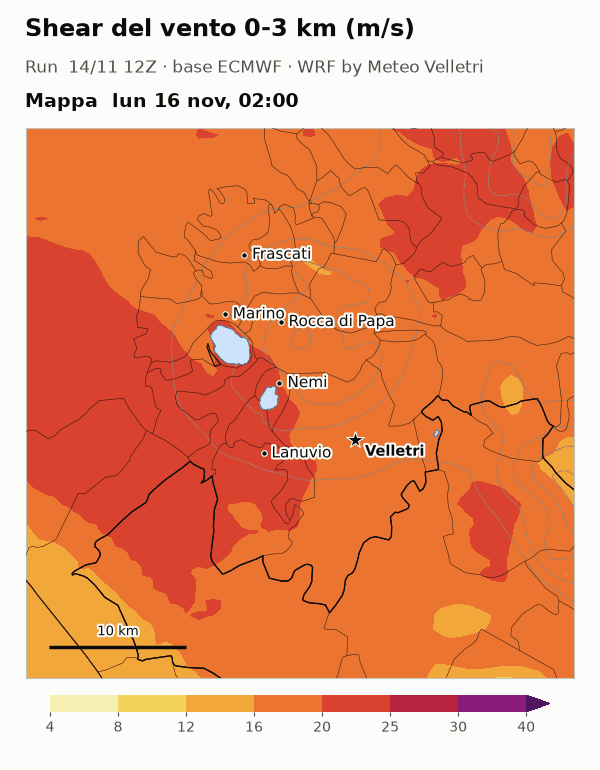 Shear del vento 0-3 km (m/s)
Run  14/11 12Z · base ECMWF · WRF by Meteo Velletri
Mappa  lun 16 nov, 02:00
Frascati
Marino
Rocca di Papa
Nemi
Velletri
Lanuvio
10 km
4 8 12 16 20 25 30 40